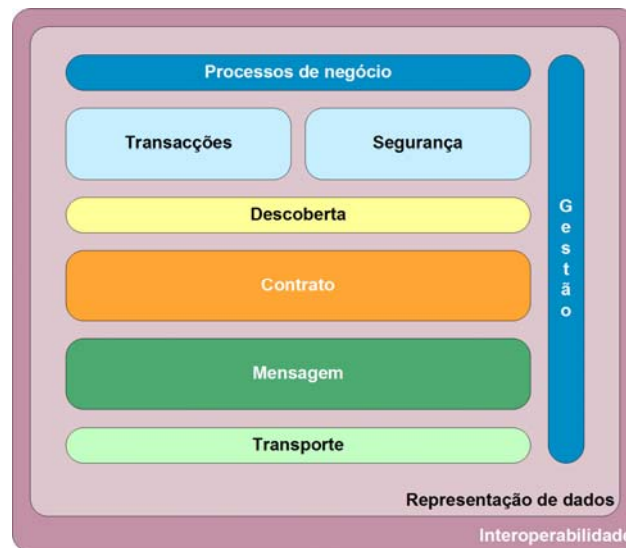 Processos de negócio
Transacções
Segurança
Descoberta
Contrato
Mensagem
Transporte
Gestão
Representação de dados
Interoperabilidade